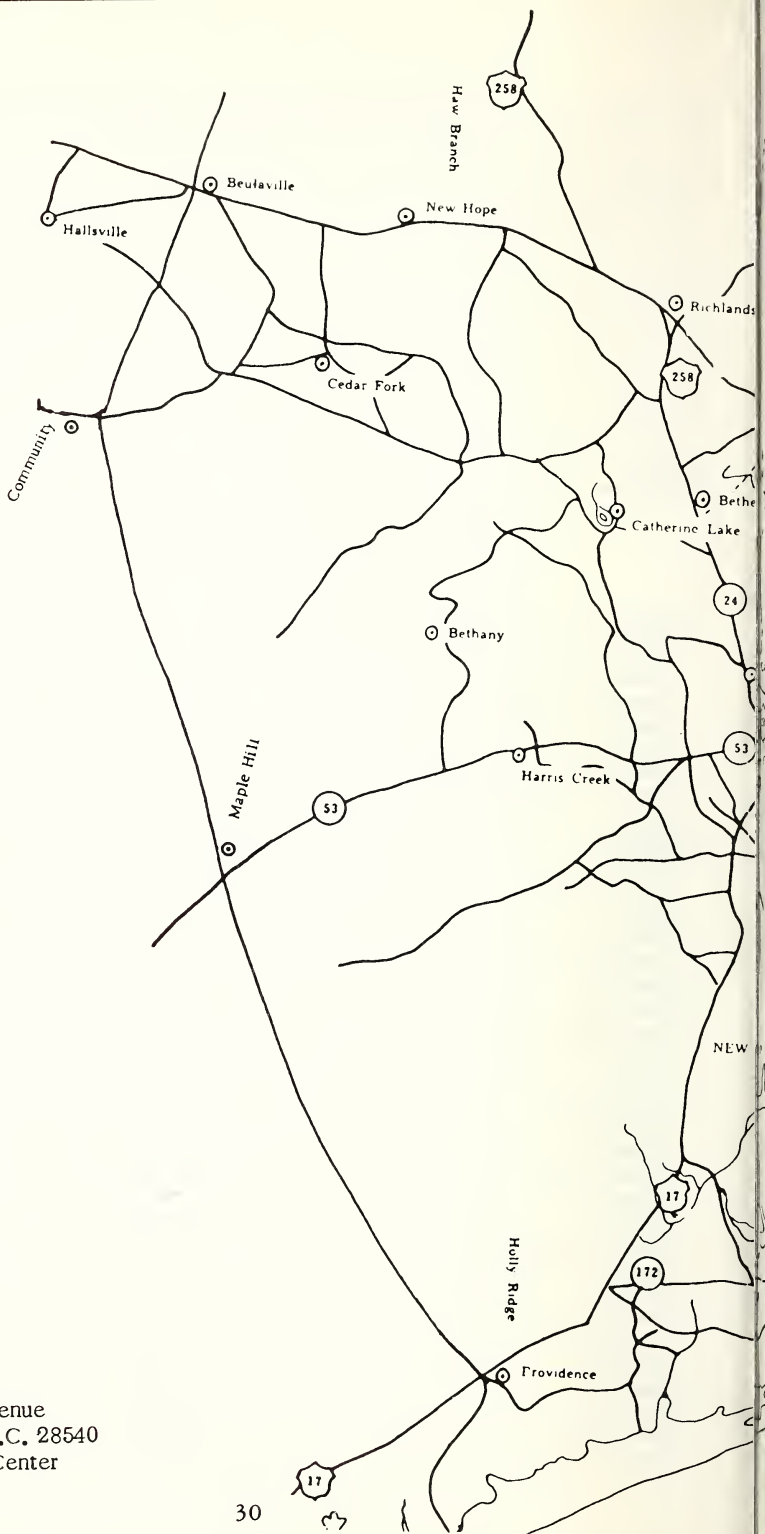 258
Haw Branch
Beulaville
New Hope
Hallsville
Richlands
258
Cedar Fork
Community
Bethe
Catherine Lake
24
Bethany
53
Maple Hill
Harris Creek
53
NEW
17
Holly Ridge
172
Providence
enue
.C. 28540
Center
17
30